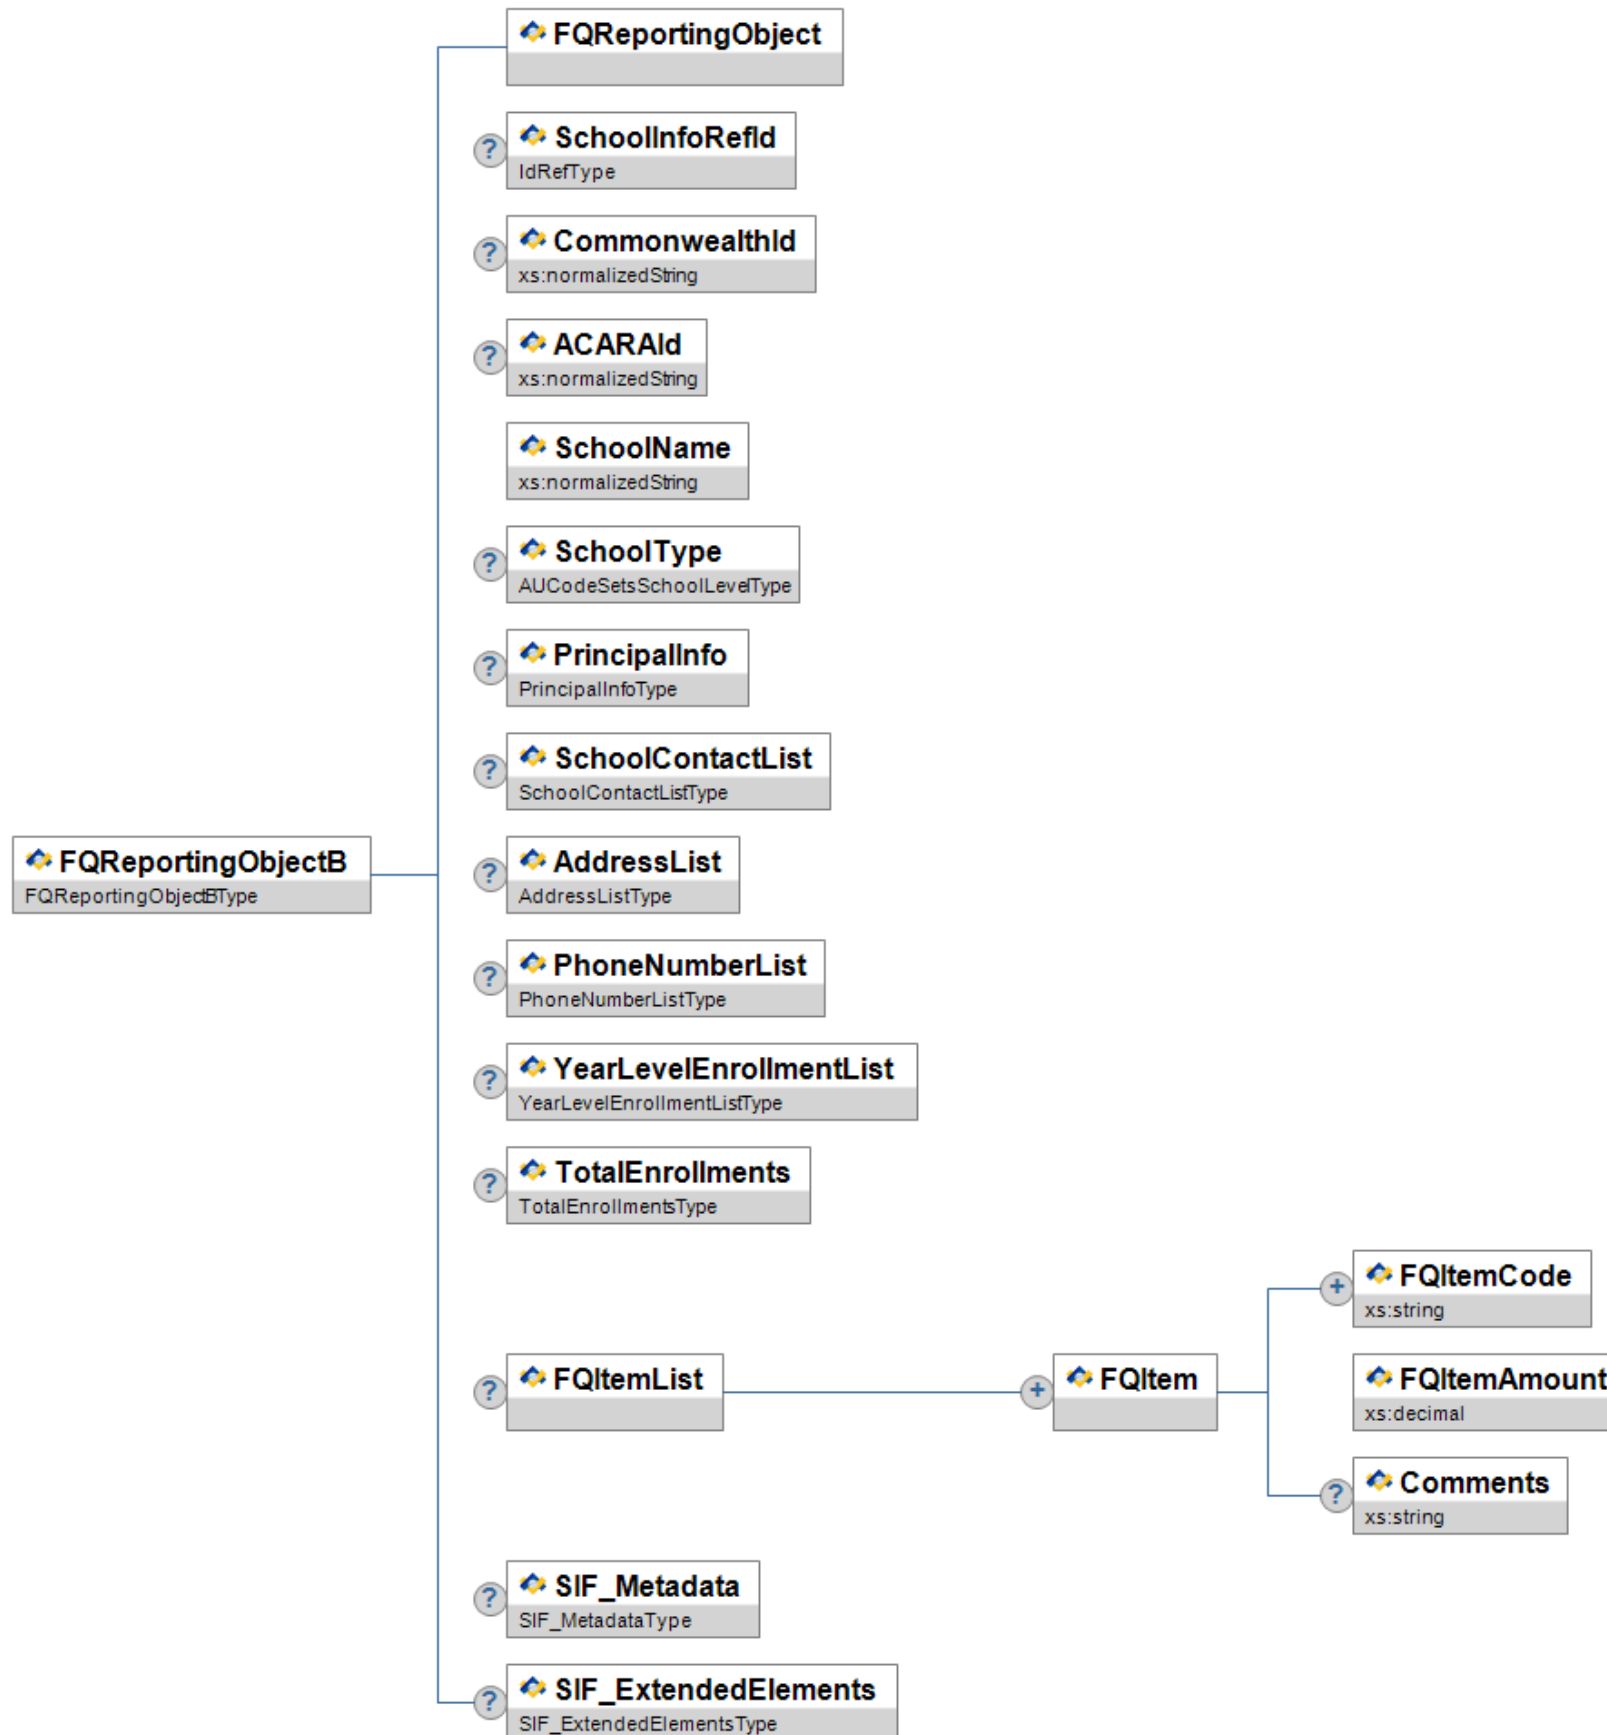 FQReportingObject
?
SchoolInfoRefId
IdRefType
?
CommonwealthId
xs:normalizedString
?
ACARAId
xs:normalizedString
SchoolName
xs:normalizedString
?
SchoolType
AUCodeSetsSchoolLevelType
?
PrincipalInfo
PrincipalInfoType
?
SchoolContactList
SchoolContactListType
FQReportingObjectB
FQReportingObjectBType
?
AddressList
AddressListType
?
PhoneNumberList
PhoneNumberListType
?
YearLevelEnrollmentList
YearLevelEnrollmentListType
?
TotalEnrollments
TotalEnrollmentsType
?
FQItemList
+
FQItem
+
FQItemCode
xs:string
FQItemAmount
xs:decimal
?
Comments
xs:string
?
SIF_Metadata
SIF_MetadataType
?
SIF_ExtendedElements
SIF_ExtendedElementsType